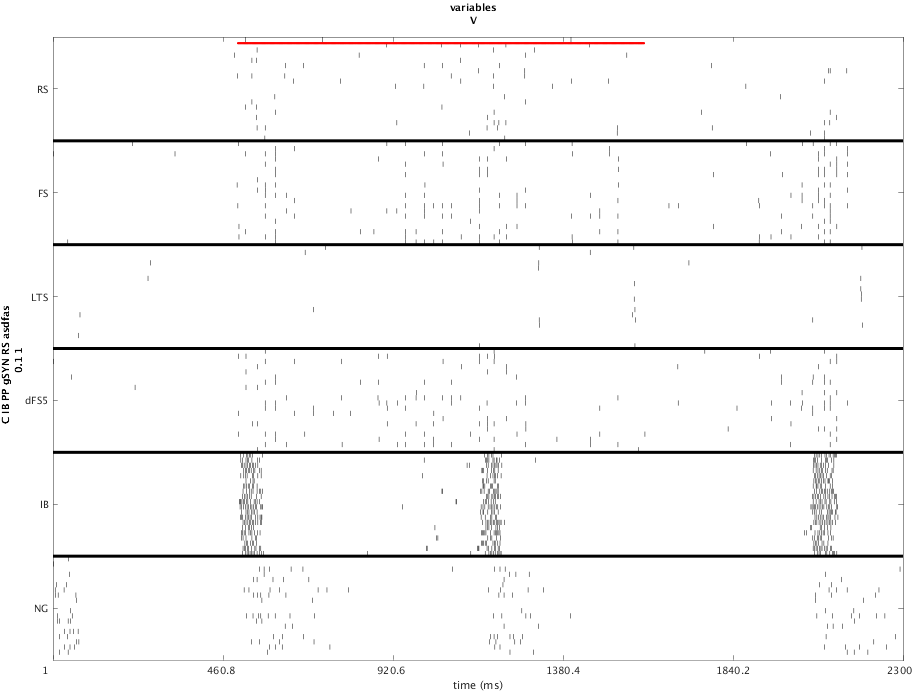 variables
V
RS
FS
LTS
dFS5
IB
NG
C IB PP gSYN RS asdfas
0.1 1
1
460.8
920.6
1380.4
1840.2
2300
time (ms)